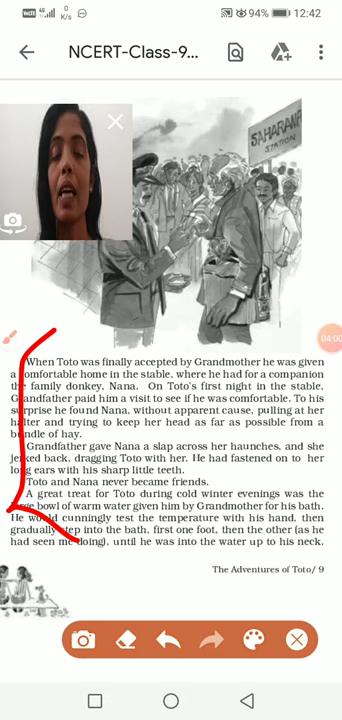 VoLTE 4G 0 K/s 94% 12:42
NCERT-Class-9...
SAHARANP
STATION
04:00
When Toto was finally accepted by Grandmother he was given
a comfortable home in the stable, where he had for a companion
the family donkey, Nana. On Toto's first night in the stable,
Grandfather paid him a visit to see if he was comfortable. To his
surprise he found Nana, without apparent cause, pulling at her
halter and trying to keep her head as far as possible from a
bundle of hay.
Grandfather gave Nana a slap across her haunches, and she
jerked back, dragging Toto with her. He had fastened on to her
long ears with his sharp little teeth.
Toto and Nana never became friends.
A great treat for Toto during cold winter evenings was the
large bowl of warm water given him by Grandmother for his bath.
He would cunningly test the temperature with his hand, then
gradually step into the bath, first one foot, then the other (as he
had seen me doing), until he was into the water up to his neck.
The Adventures of Toto/ 9